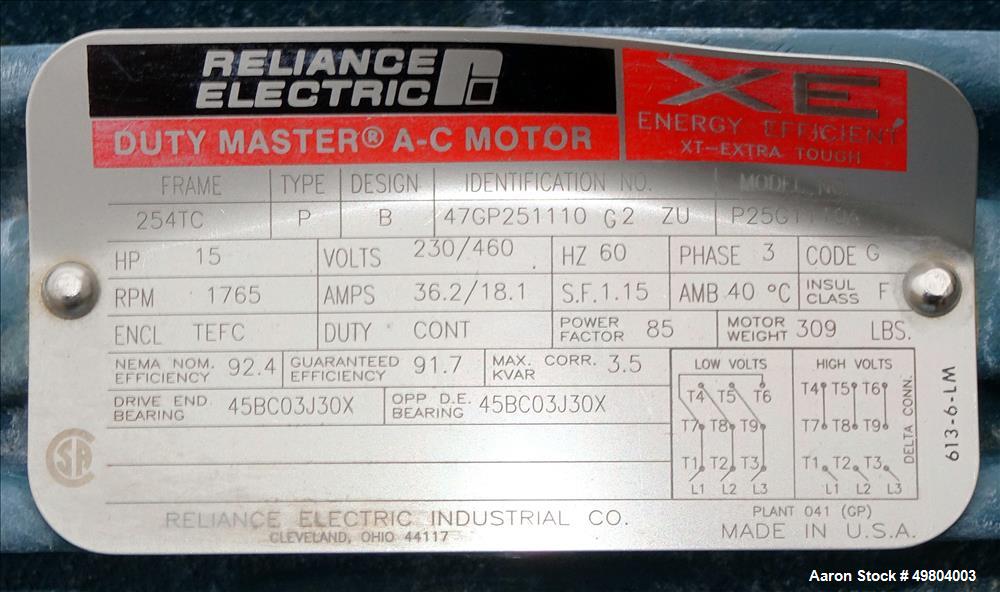 RELIANCE
ELECTRIC
XE
ENERGY EFFICIENT
XT-EXTRA TOUGH
DUTY MASTER® A-C MOTOR
FRAME TYPE DESIGN IDENTIFICATION NO. MODEL NO.
254TC P B 47GP251110 G2 ZU
HP 15 VOLTS 230/460 HZ 60 PHASE 3 CODE G
RPM 1765 AMPS 36.2/18.1 S.F. 1.15 AMB 40 °C INSUL CLASS F
ENCL TEFC DUTY CONT POWER FACTOR 85 MOTOR WEIGHT 309 LBS.
NEMA NOM. EFFICIENCY 92.4 GUARANTEED EFFICIENCY 91.7 MAX. CORR. KVAR 3.5
DRIVE END BEARING 45BC03J30X OPP D.E. BEARING 45BC03J30X
LOW VOLTS HIGH VOLTS
T4 T5 T6 T4 T5 T6
T7 T8 T9 T7 T8 T9
T1 T2 T3 T1 T2 T3
L1 L2 L3 L1 L2 L3
DELTA CONN.
613-6-LM
SA
RELIANCE ELECTRIC INDUSTRIAL CO.
CLEVELAND, OHIO 44117
PLANT 041 (GP)
MADE IN U.S.A.
Aaron Stock # 49804003